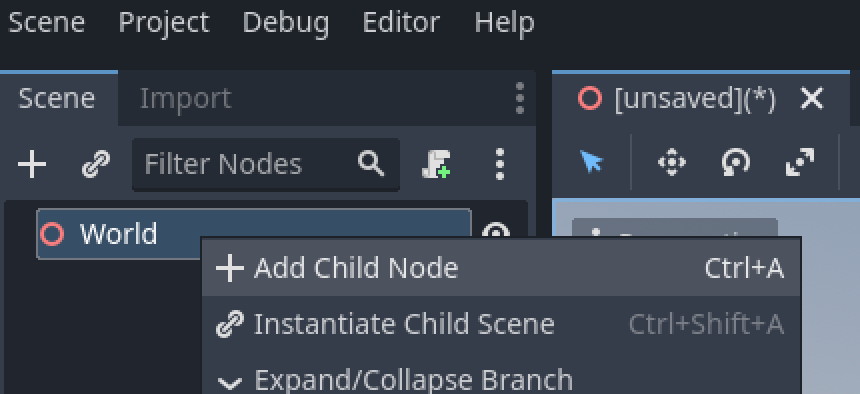 Scene Project Debug Editor Help
Scene Import
[unsaved](*)
Filter Nodes
World
Add Child Node Ctrl+A
Instantiate Child Scene Ctrl+Shift+A
Expand/Collapse Branch